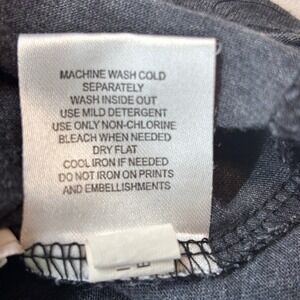 MACHINE WASH COLD
SEPARATELY
WASH INSIDE OUT
USE MILD DETERGENT
USE ONLY NON-CHLORINE
BLEACH WHEN NEEDED
DRY FLAT
COOL IRON IF NEEDED
DO NOT IRON ON PRINTS
AND EMBELLISHMENTS